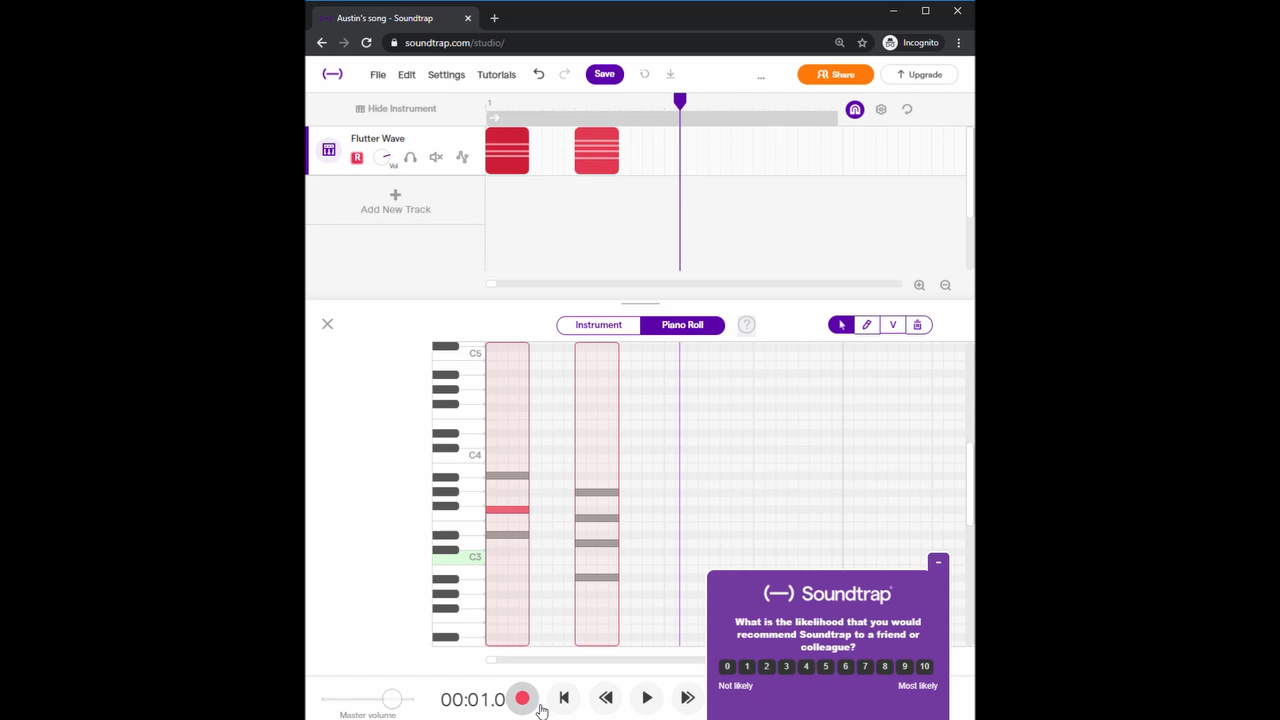 Austin's song - Soundtrap
soundtrap.com/studio/
Incognito
File Edit Settings Tutorials Save ... Share Upgrade
Hide Instrument
1
Flutter Wave
R
Vol
Add New Track
Instrument Piano Roll ? V
C5
C4
C3
Soundtrap
What is the likelihood that you would
recommend Soundtrap to a friend or
colleague?
0 1 2 3 4 5 6 7 8 9 10
Not likely Most likely
00:01.0
Master volume